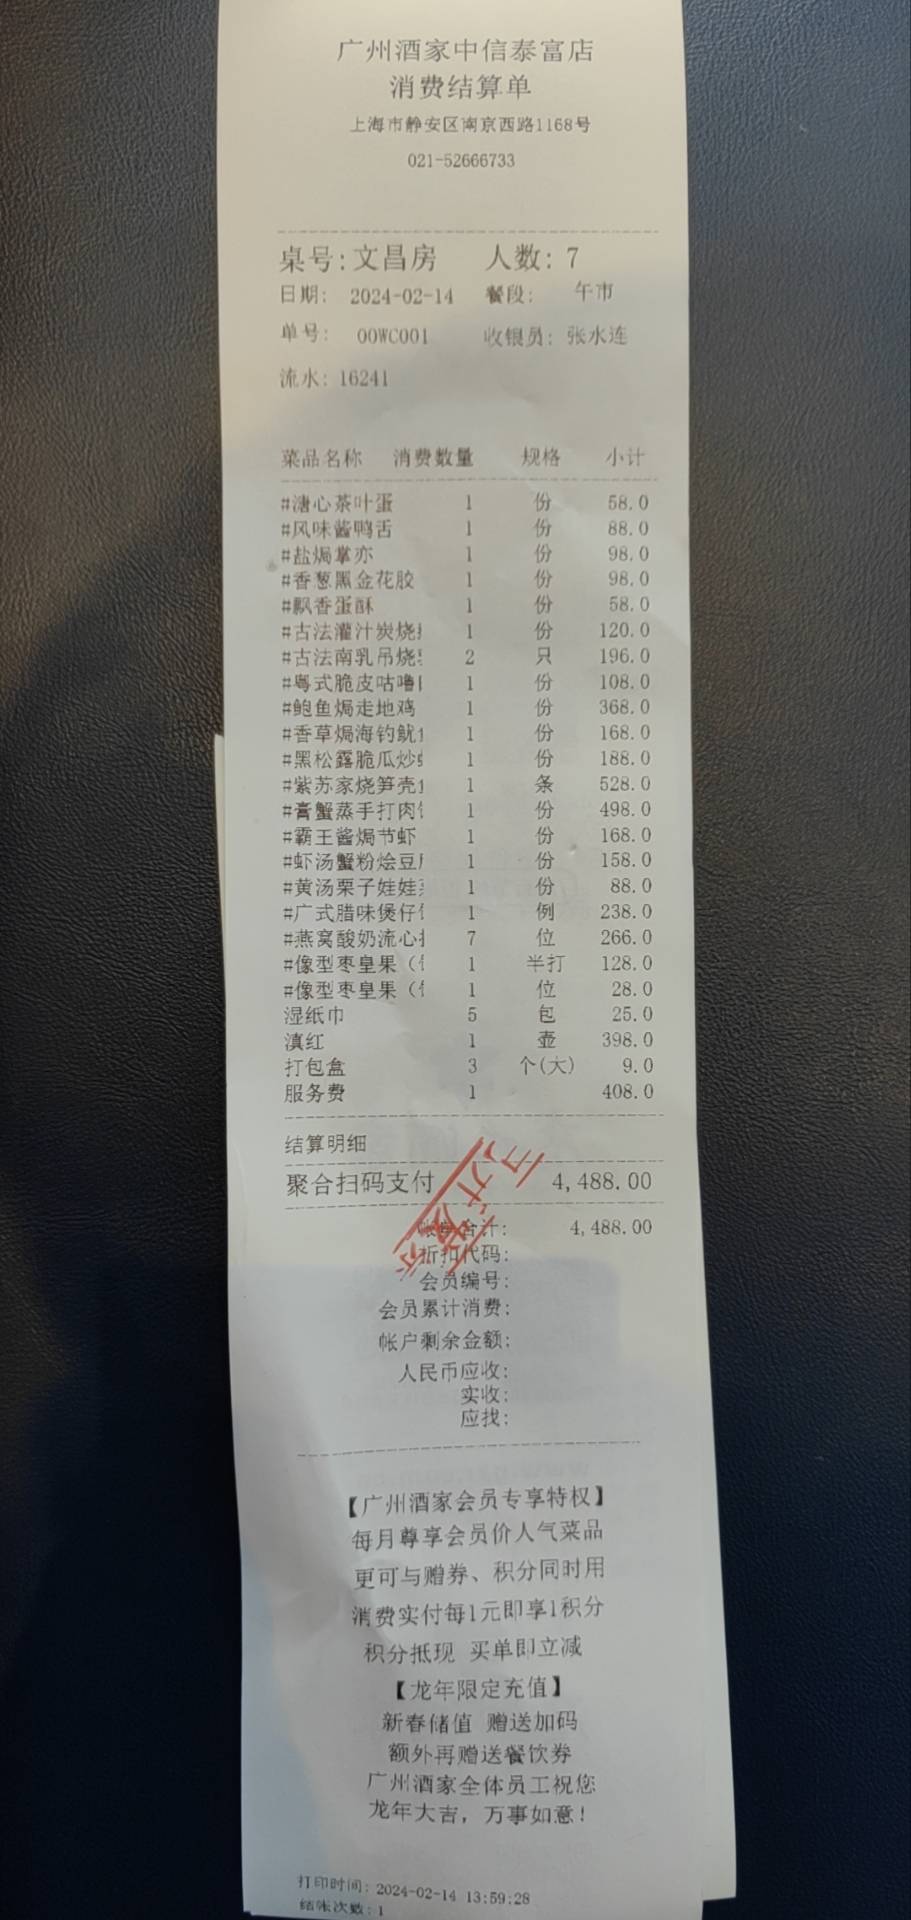 广州酒家中信泰富店
消费结算单
上海市静安区南京西路1168号
021-52666733
桌号:文昌房 人数: 7
日期: 2024-02-14 餐段: 午市
单号: 00WC001 收银员: 张水连
流水: 16241
菜品名称 消费数量 规格 小计
#溏心茶叶蛋 1 份 58.0
#风味酱鸭舌 1 份 88.0
#盐焗掌亦 1 份 98.0
#香葱黑金花胶 1 份 98.0
#飘香蛋酥 1 份 58.0
#古法灌汁炭烧 1 份 120.0
#古法南乳吊烧 2 只 196.0
#粤式脆皮咕噜 1 份 108.0
#鲍鱼焗走地鸡 1 份 368.0
#香草焗海钓鱿 1 份 168.0
#黑松露脆瓜炒 1 份 188.0
#紫苏家烧笋壳 1 条 528.0
#膏蟹蒸手打肉 1 份 498.0
#霸王酱焗节虾 1 份 168.0
#虾汤蟹粉烩豆 1 份 158.0
#黄汤栗子娃娃 1 份 88.0
#广式腊味煲仔 1 例 238.0
#燕窝酸奶流心 7 位 266.0
#像型枣皇果（ 1 半打 128.0
#像型枣皇果（ 1 位 28.0
湿纸巾 5 包 25.0
滇红 1 壶 398.0
打包盒 3 个(大) 9.0
服务费 1 408.0
结算明细
聚合扫码支付 4,488.00
帐单合计: 4,488.00
折扣代码:
会员编号:
会员累计消费:
帐户剩余金额:
人民币应收:
实收:
应找:
【广州酒家会员专享特权】
每月尊享会员价人气菜品
更可与赠券、积分同时用
消费实付每1元即享1积分
积分抵现 买单即立减
【龙年限定充值】
新春储值 赠送加码
额外再赠送餐饮券
广州酒家全体员工祝您
龙年大吉，万事如意!
打印时间: 2024-02-14 13:59:28
结帐次数: 1